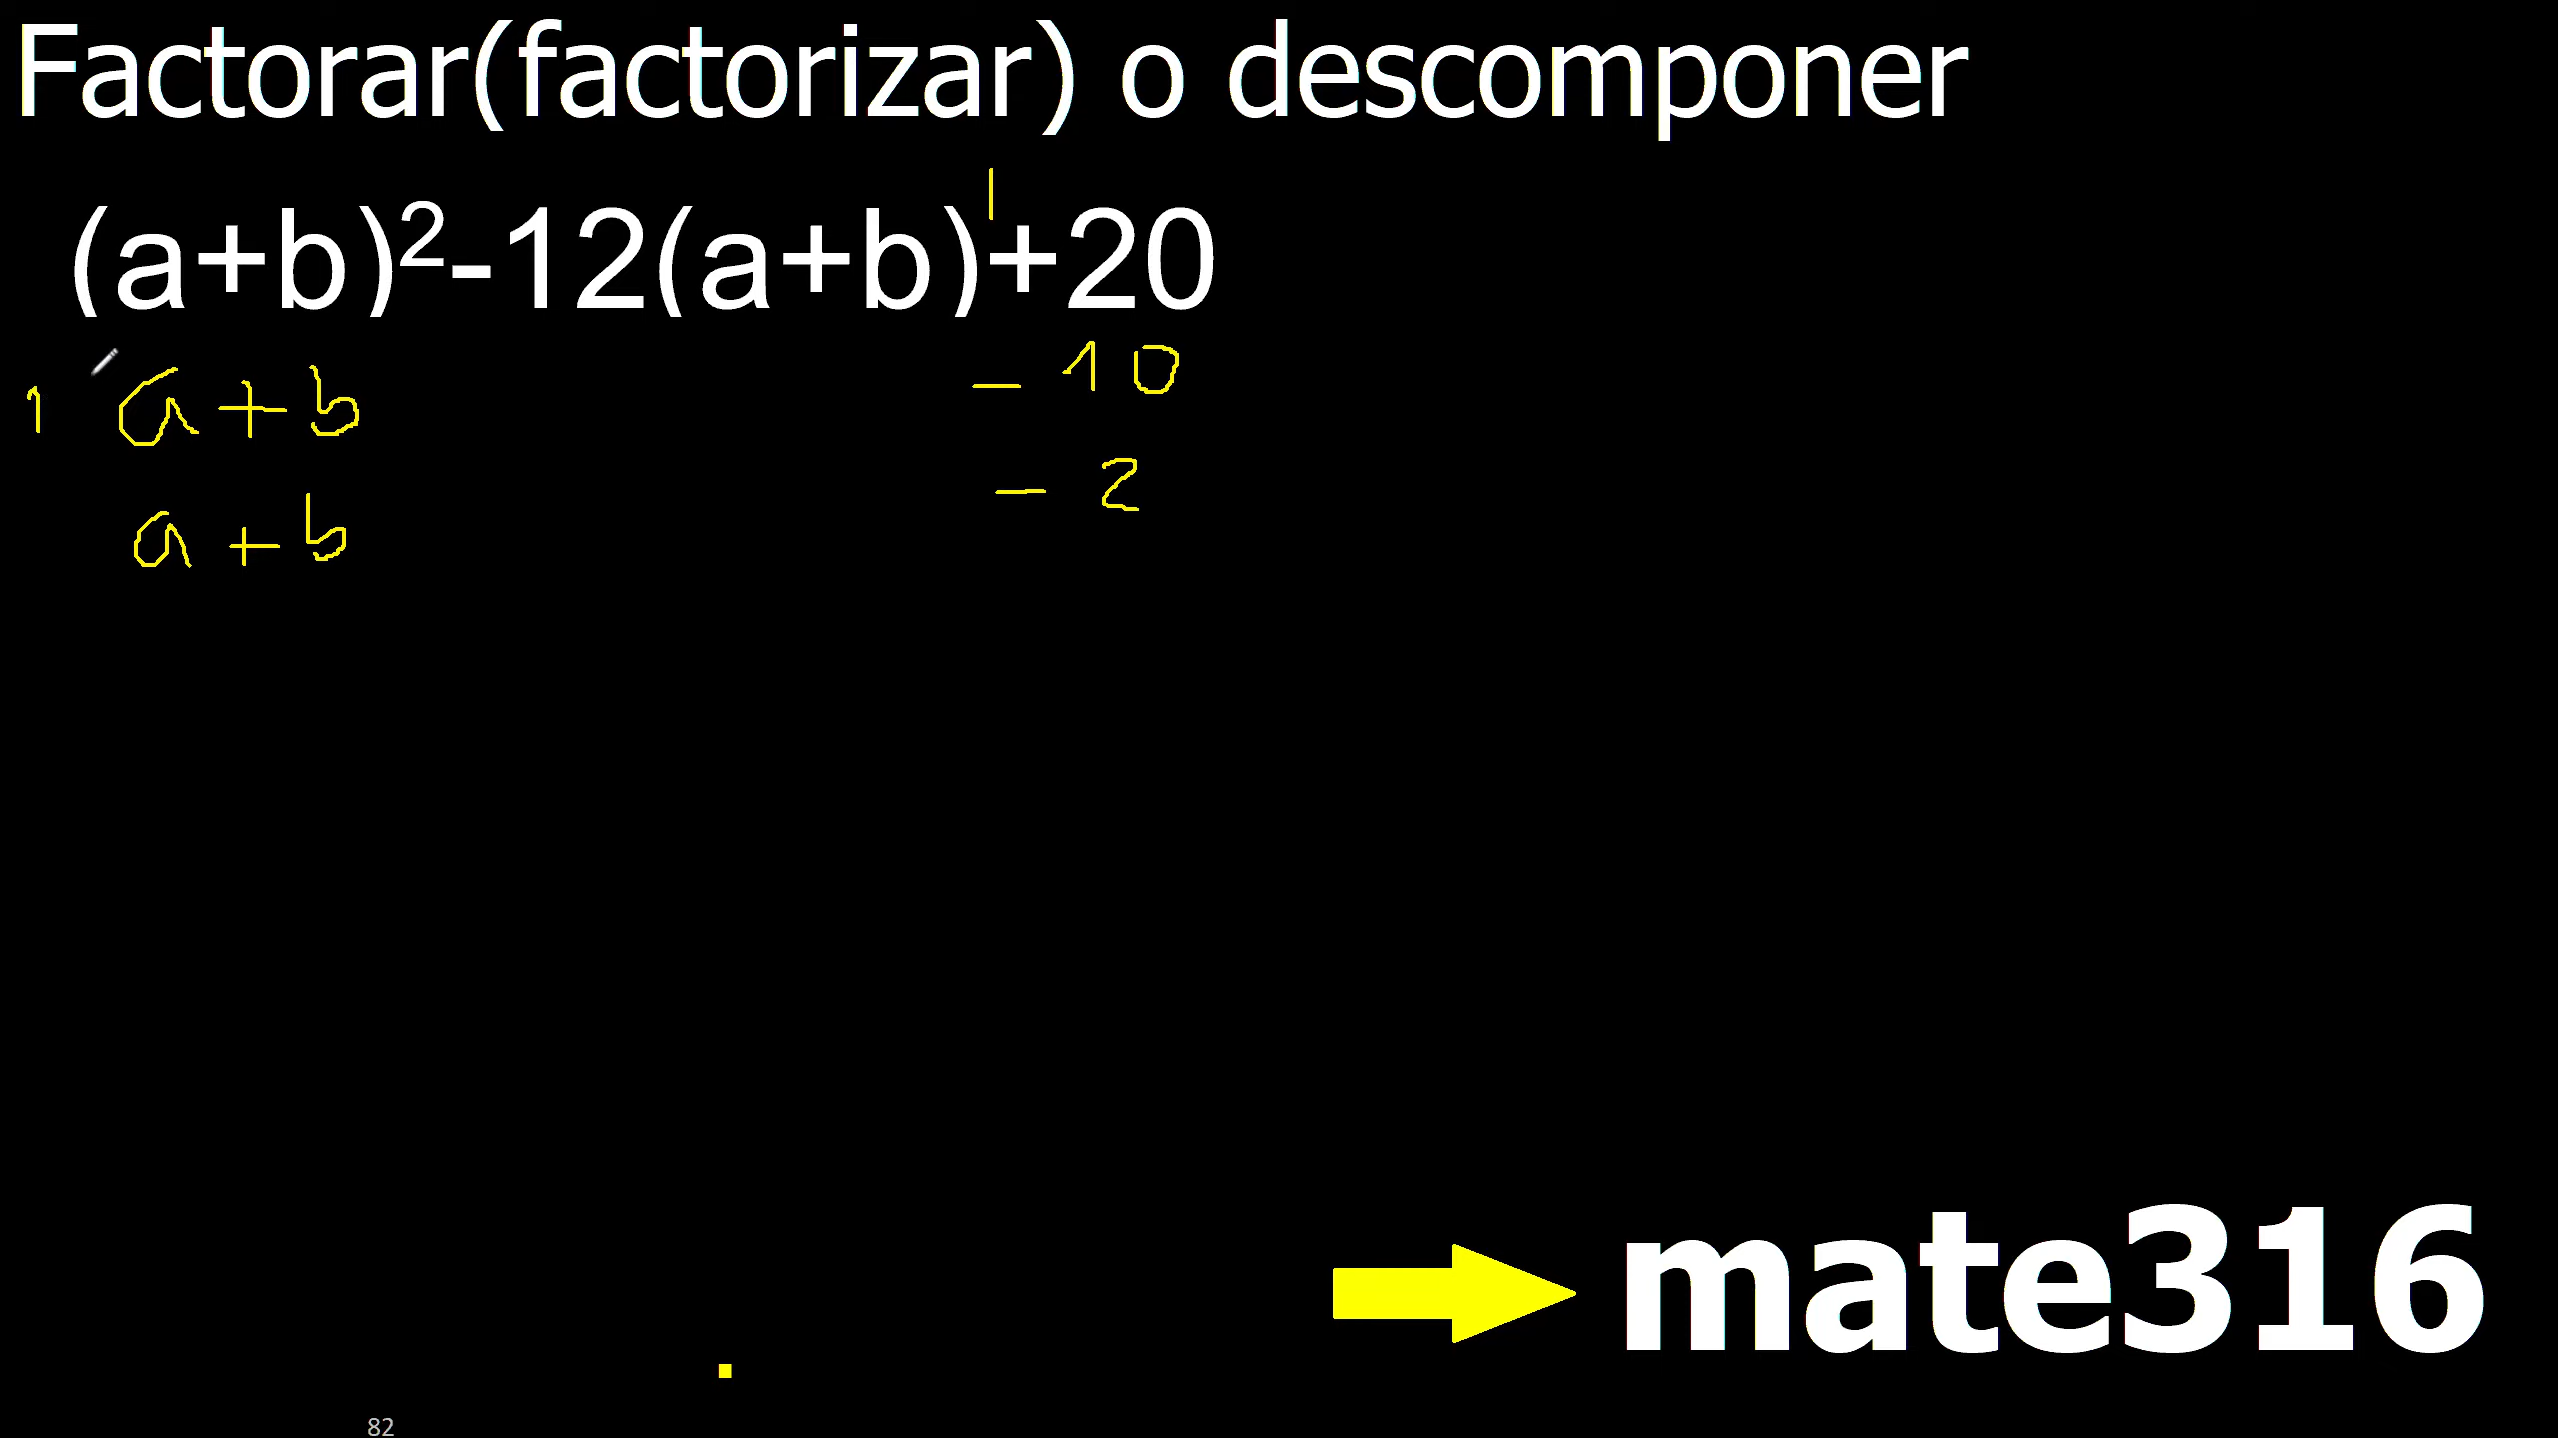 Factorar(factorizar) o descomponer
(a+b)²-12(a+b)+20
1 a+b - 10
a+b - 2
mate316
82